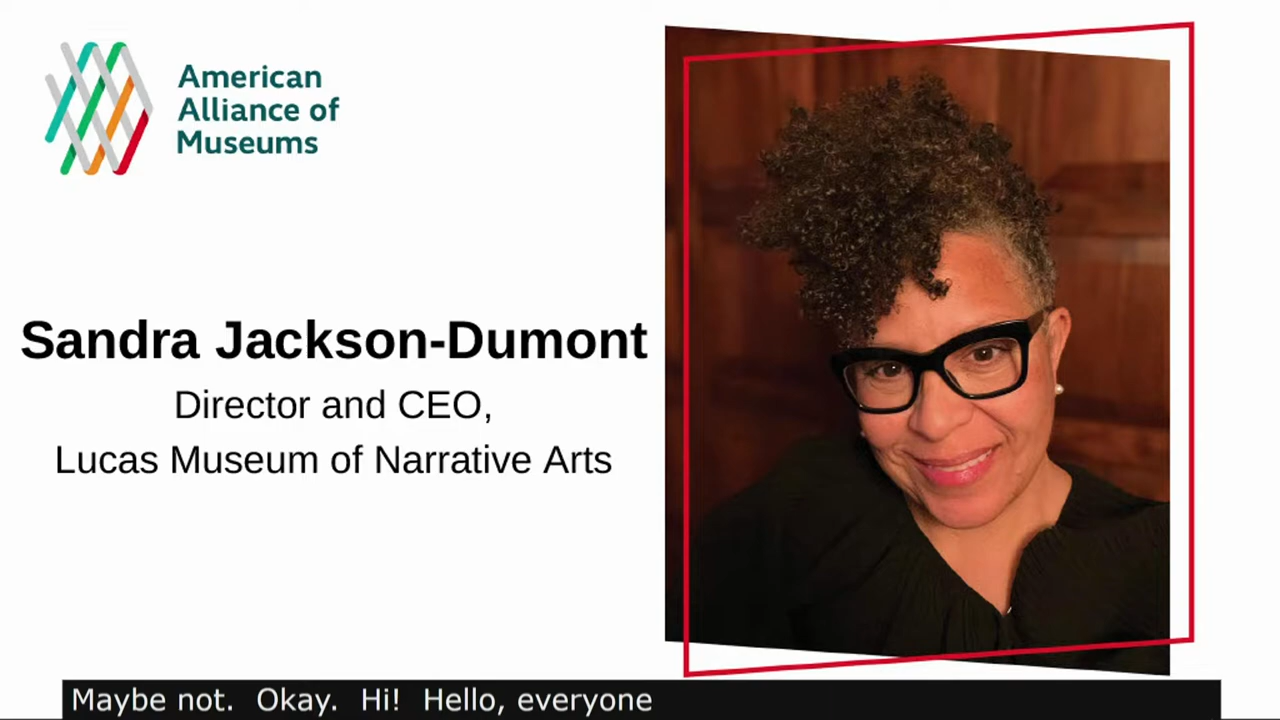 American
Alliance of
Museums
Sandra Jackson-Dumont
Director and CEO,
Lucas Museum of Narrative Arts
Maybe not.  Okay.  Hi!  Hello, everyone